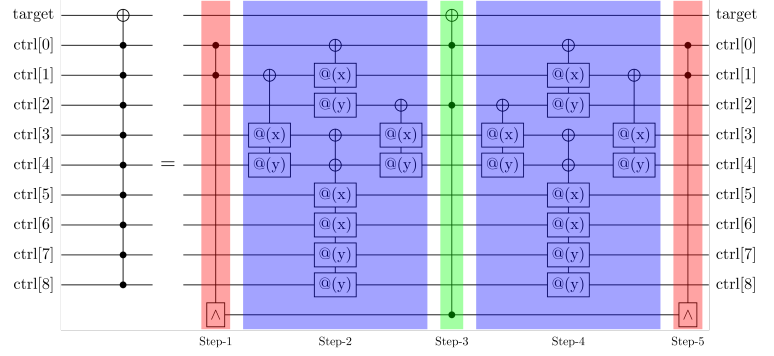 target target
ctrl[0] ctrl[0]
ctrl[1] @(x) @(x) ctrl[1]
ctrl[2] @(y) @(y) ctrl[2]
ctrl[3] @(x) @(x) @(x) @(x) ctrl[3]
= ctrl[4] @(y) @(y) @(y) @(y) ctrl[4]
ctrl[5] @(x) @(x) ctrl[5]
ctrl[6] @(x) @(x) ctrl[6]
ctrl[7] @(y) @(y) ctrl[7]
ctrl[8] @(y) @(y) ctrl[8]
∧ ∧
Step-1 Step-2 Step-3 Step-4 Step-5